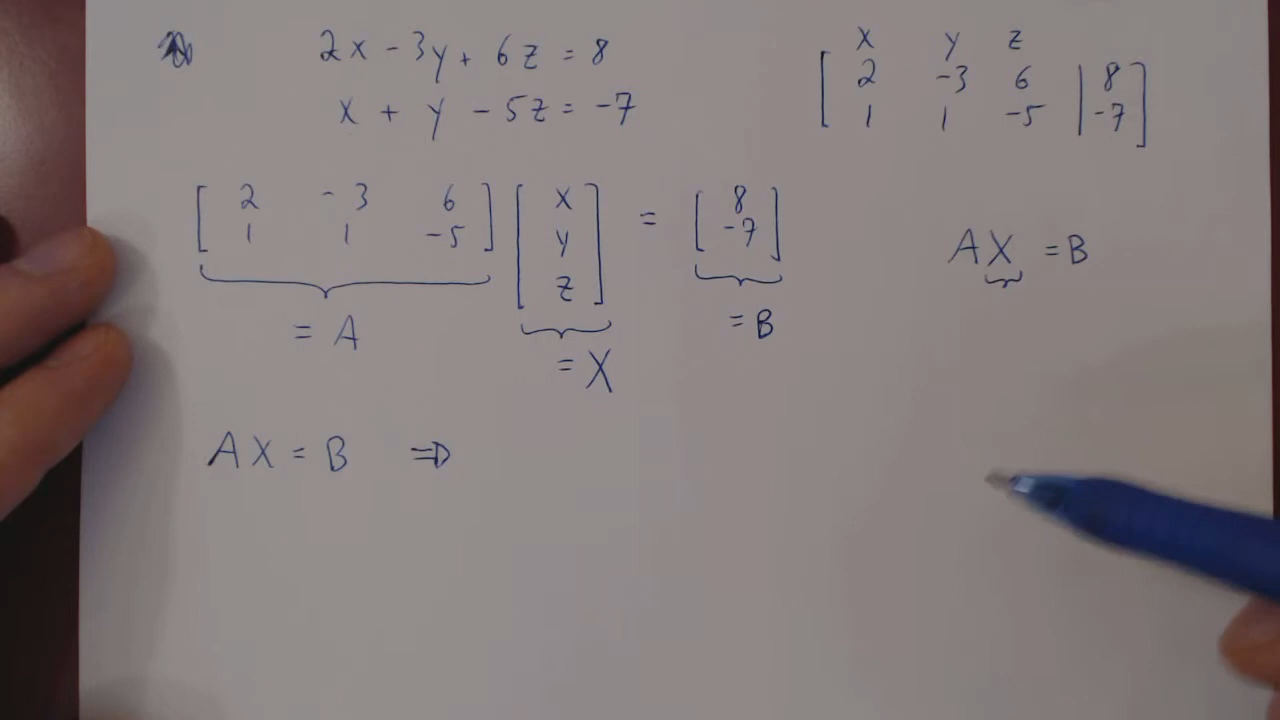 2x - 3y + 6z = 8
x + y - 5z = -7
x y z
[ 2 -3 6 | 8 ]
[ 1 1 -5 | -7 ]
[ 2 -3 6 ] [ x ] = [ 8 ]
[ 1 1 -5 ] [ y ] [ -7 ]
[ z ]
= A
= X
= B
AX = B
AX = B ⇒